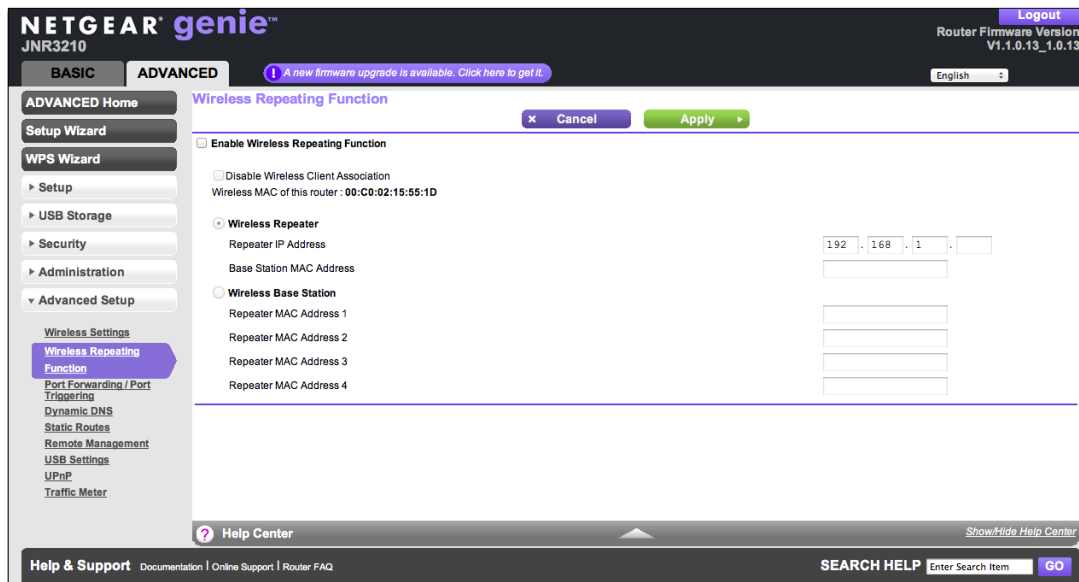 NETGEAR® genie™
Logout
JNR3210
Router Firmware Version
V1.1.0.13_1.0.13
BASIC
ADVANCED
! A new firmware upgrade is available. Click here to get it.
English
ADVANCED Home
Setup Wizard
WPS Wizard
Setup
USB Storage
Security
Administration
Advanced Setup
Wireless Settings
Wireless Repeating
Function
Port Forwarding / Port
Triggering
Dynamic DNS
Static Routes
Remote Management
USB Settings
UPnP
Traffic Meter
Wireless Repeating Function
x Cancel
Apply
Enable Wireless Repeating Function
Disable Wireless Client Association
Wireless MAC of this router : 00:C0:02:15:55:1D
Wireless Repeater
Repeater IP Address 192 . 168 . 1 .
Base Station MAC Address
Wireless Base Station
Repeater MAC Address 1
Repeater MAC Address 2
Repeater MAC Address 3
Repeater MAC Address 4
? Help Center
Show/Hide Help Center
Help & Support Documentation | Online Support | Router FAQ
SEARCH HELP Enter Search Item GO